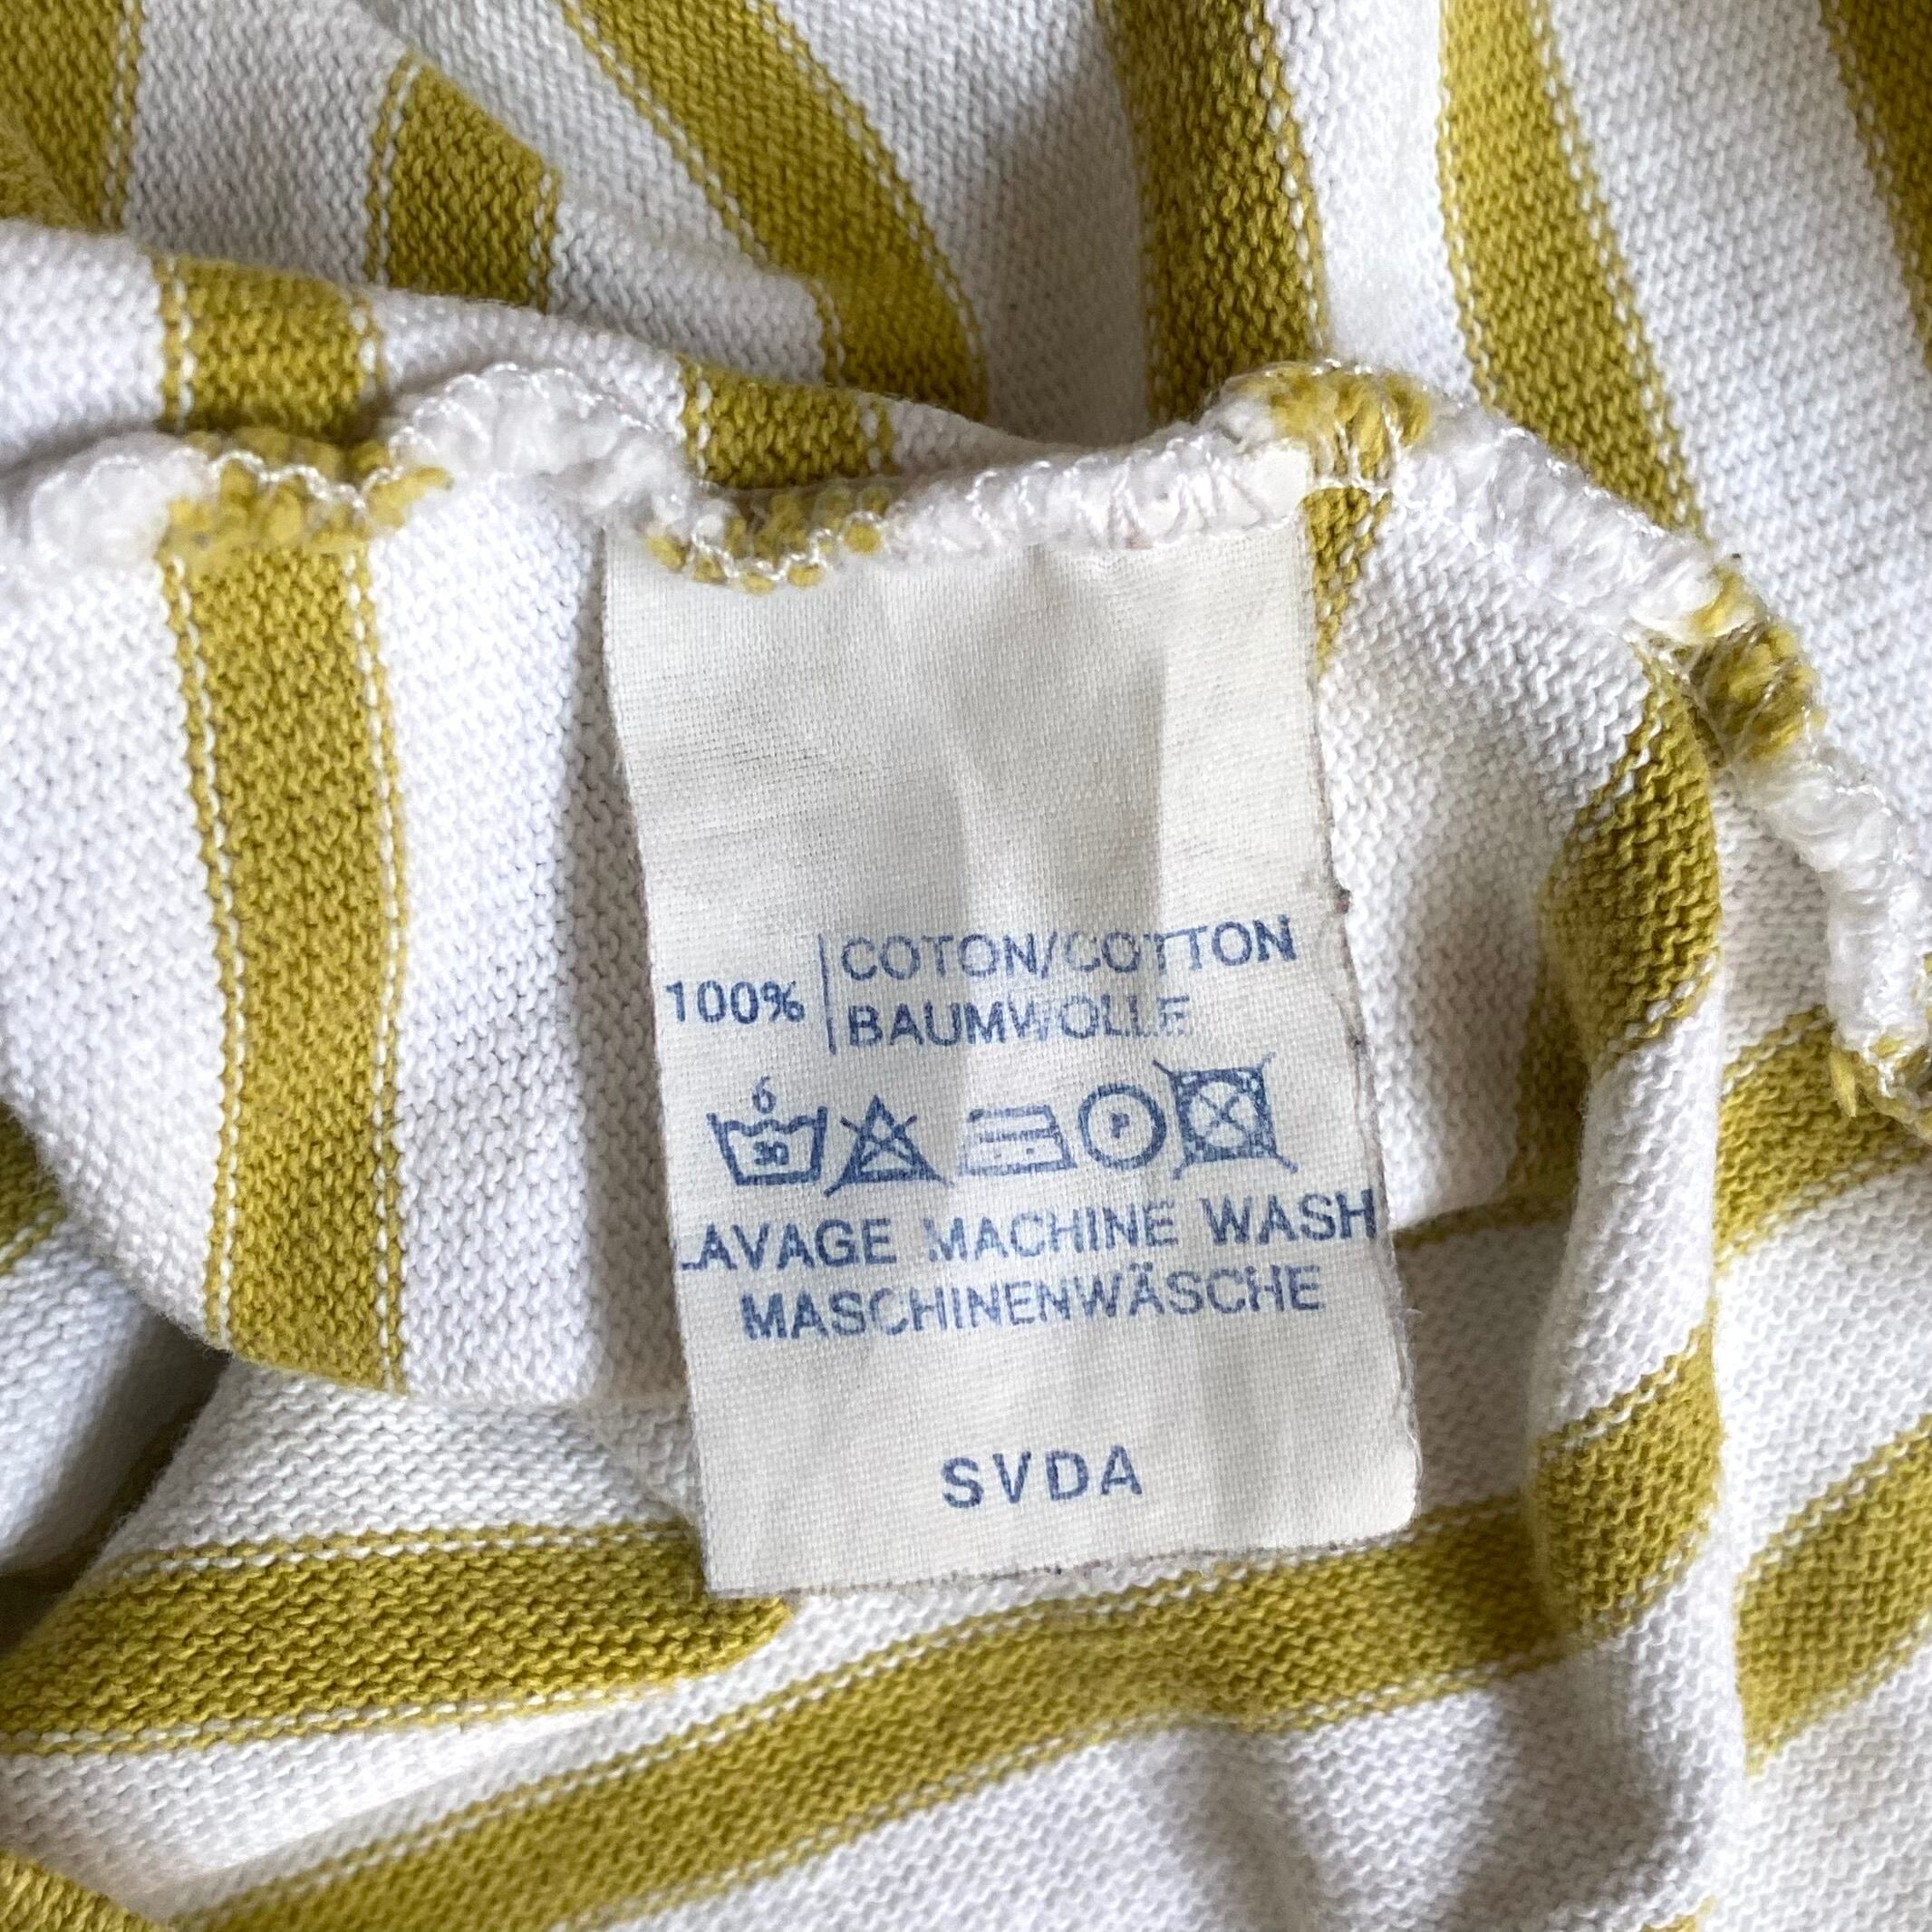 100% COTON/COTTON
BAUMWOLLE
6
30
P
LAVAGE MACHINE WASH
MASCHINENWÄSCHE
SVDA